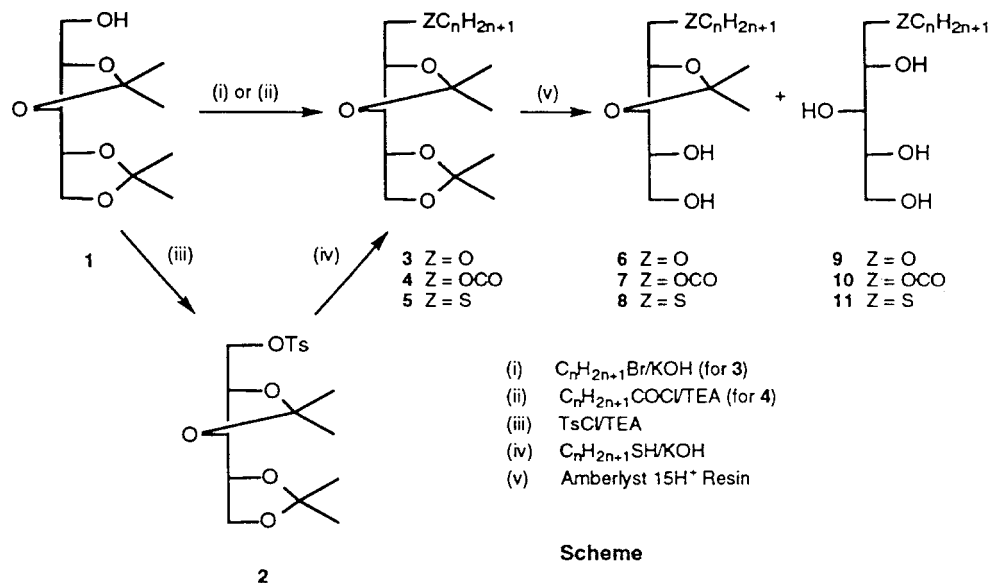 OH
ZCₙH₂ₙ₊₁
ZCₙH₂ₙ₊₁
ZCₙH₂ₙ₊₁
O
O
O
O
(i) or (ii)
O
O
O
O
(v)
O
O
OH
OH
+
OH
HO
OH
OH
1
(iii)
(iv)
3 Z = O
4 Z = OCO
5 Z = S
6 Z = O
7 Z = OCO
8 Z = S
9 Z = O
10 Z = OCO
11 Z = S
OTs
O
O
O
O
2
(i) CₙH₂ₙ₊₁Br/KOH (for 3)
(ii) CₙH₂ₙ₊₁COCl/TEA (for 4)
(iii) TsCl/TEA
(iv) CₙH₂ₙ₊₁SH/KOH
(v) Amberlyst 15H⁺ Resin
Scheme